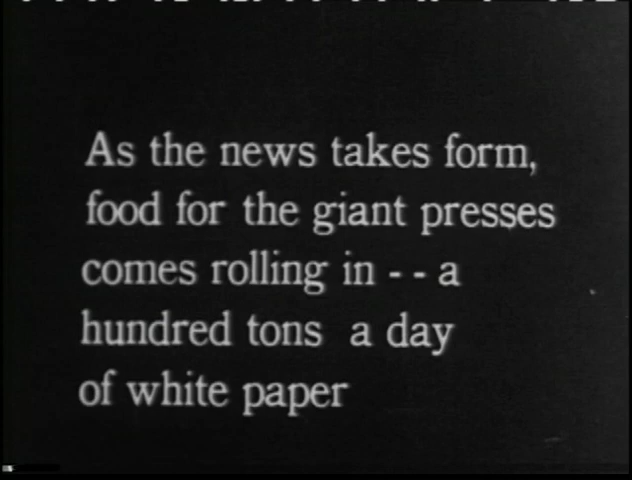 As the news takes form,
food for the giant presses
comes rolling in - - a
hundred tons a day
of white paper